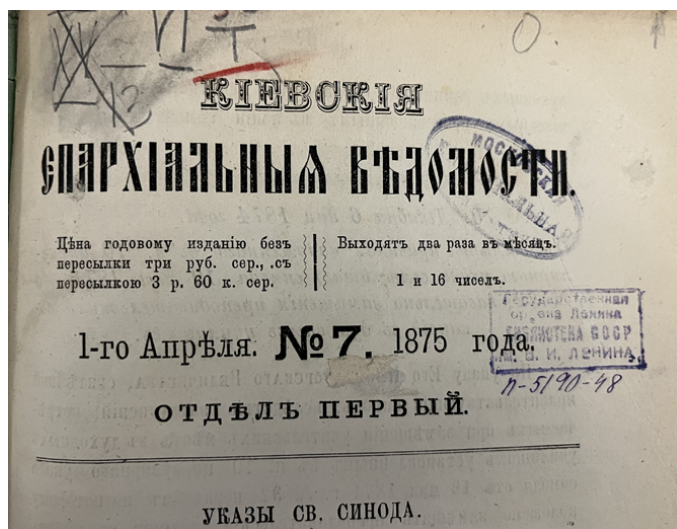 КІЕВСКІЯ
ЄПАРХІАЛЬНЫѦ ВѢДОМОСТИ.
Цѣна годовому изданію безъ
пересылки три руб. сер., съ
пересылкою 3 р. 60 к. сер.
Выходятъ два раза въ мѣсяцъ.
1 и 16 чиселъ.
Государственная
ордена Ленина
БИБЛИОТЕКА СССР
им. В. И. ЛЕНИНА
1-го Апрѣля. №7. 1875 года.
п-5190-48
ОТДѢЛЪ ПЕРВЫЙ.
УКАЗЫ СВ. СИНОДА.